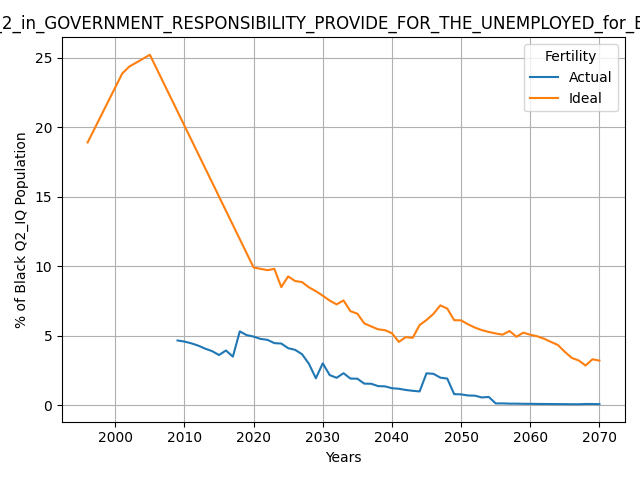 _2_in_GOVERNMENT_RESPONSIBILITY_PROVIDE_FOR_THE_UNEMPLOYED_for_
Fertility
Actual
Ideal
% of Black Q2_IQ Population
25
20
15
10
5
0
2000 2010 2020 2030 2040 2050 2060 2070
Years